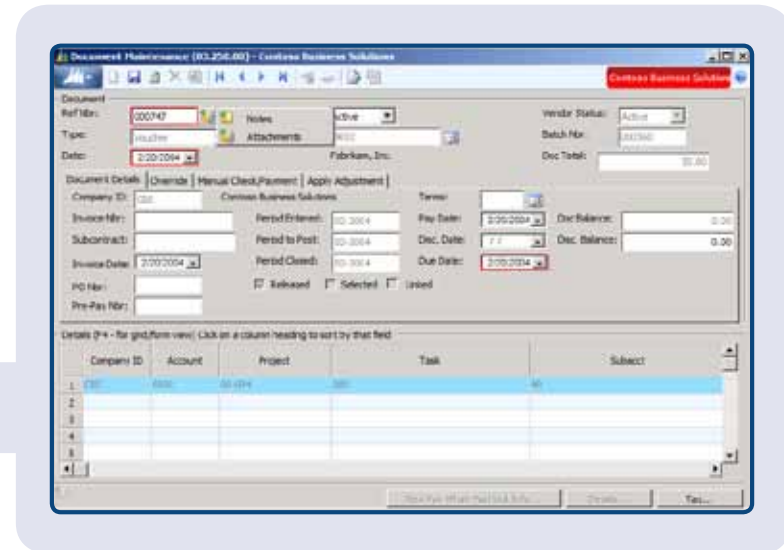 Document Maintenance (03.250.00) - Contoso Business Solutions
Contoso Business Solution
Document
Ref Nbr: 000747 Notes Active Vendor Status: Active
Type: Voucher Attachments Batch Nbr:
Date: 2/20/2004 Fabrikam, Inc. Doc Total:
Document Details Override Manual Check/Payment Apply Adjustment
Company ID: Contoso Business Solutions Terms:
Invoice Nbr: Period Entered: 02-2004 Pay Date: 2/20/2004 Doc Balance: 0.00
Subcontract: Period to Post: 02-2004 Disc. Date: / / Disc. Balance: 0.00
Invoice Date: 2/20/2004 Period Closed: Due Date: 2/20/2004
PO Nbr: Released Selected Linked
Pre-Pay Nbr:
Details (F4 - for grid/form view) Click on a column heading to sort by that field.
Company ID Account Project Task Subacct
1
2
3
4
5
Details... Tax...